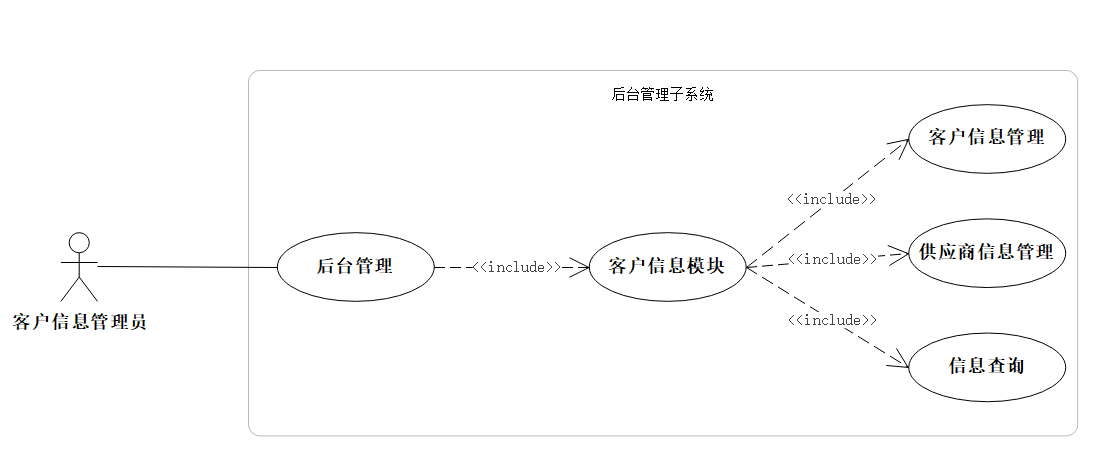 后台管理子系统
客户信息管理
<<include>>
供应商信息管理
后台管理
<<include>>
客户信息模块
<<include>>
客户信息管理员
<<include>>
信息查询